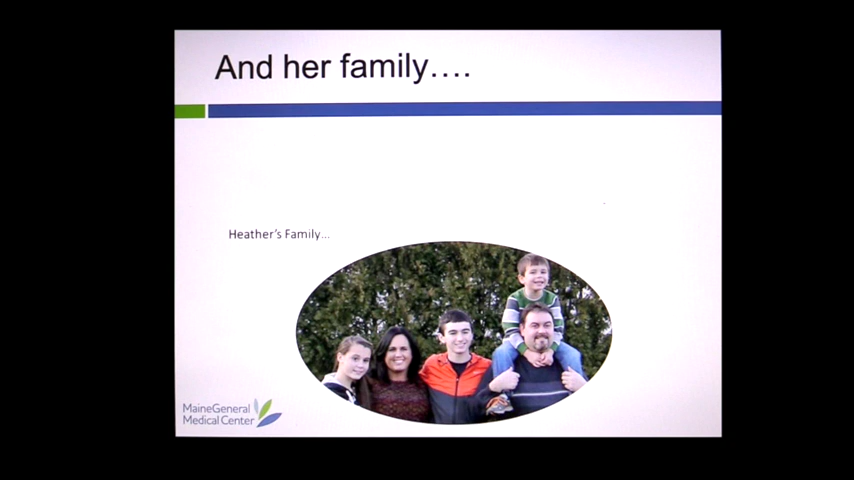 And her family….
Heather's Family...
MaineGeneral
Medical Center